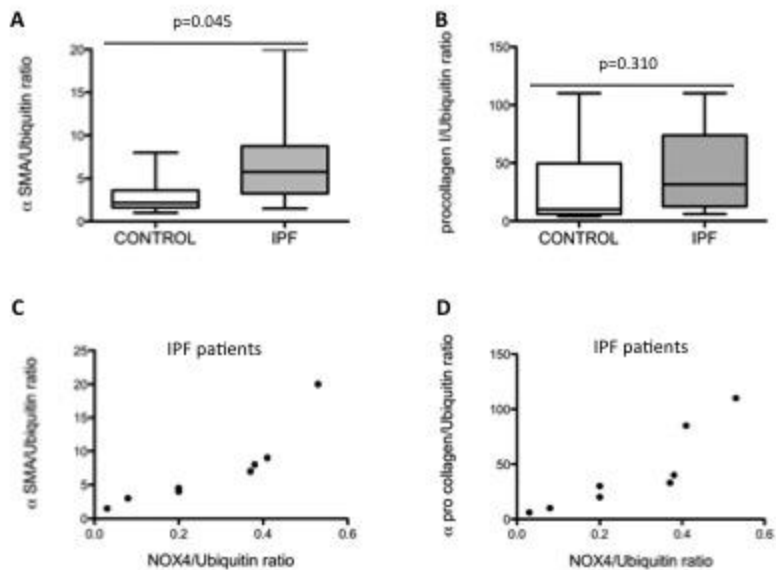 A
p=0.045
α SMA/Ubiquitin ratio
20
15
10
5
0
CONTROL
IPF
B
p=0.310
procollagen I/Ubiquitin ratio
150
100
50
0
CONTROL
IPF
C
IPF patients
α SMA/Ubiquitin ratio
25
20
15
10
5
0
0.0
0.2
0.4
0.6
NOX4/Ubiquitin ratio
D
IPF patients
α pro collagen/Ubiquitin ratio
150
100
50
0
0.0
0.2
0.4
0.6
NOX4/Ubiquitin ratio